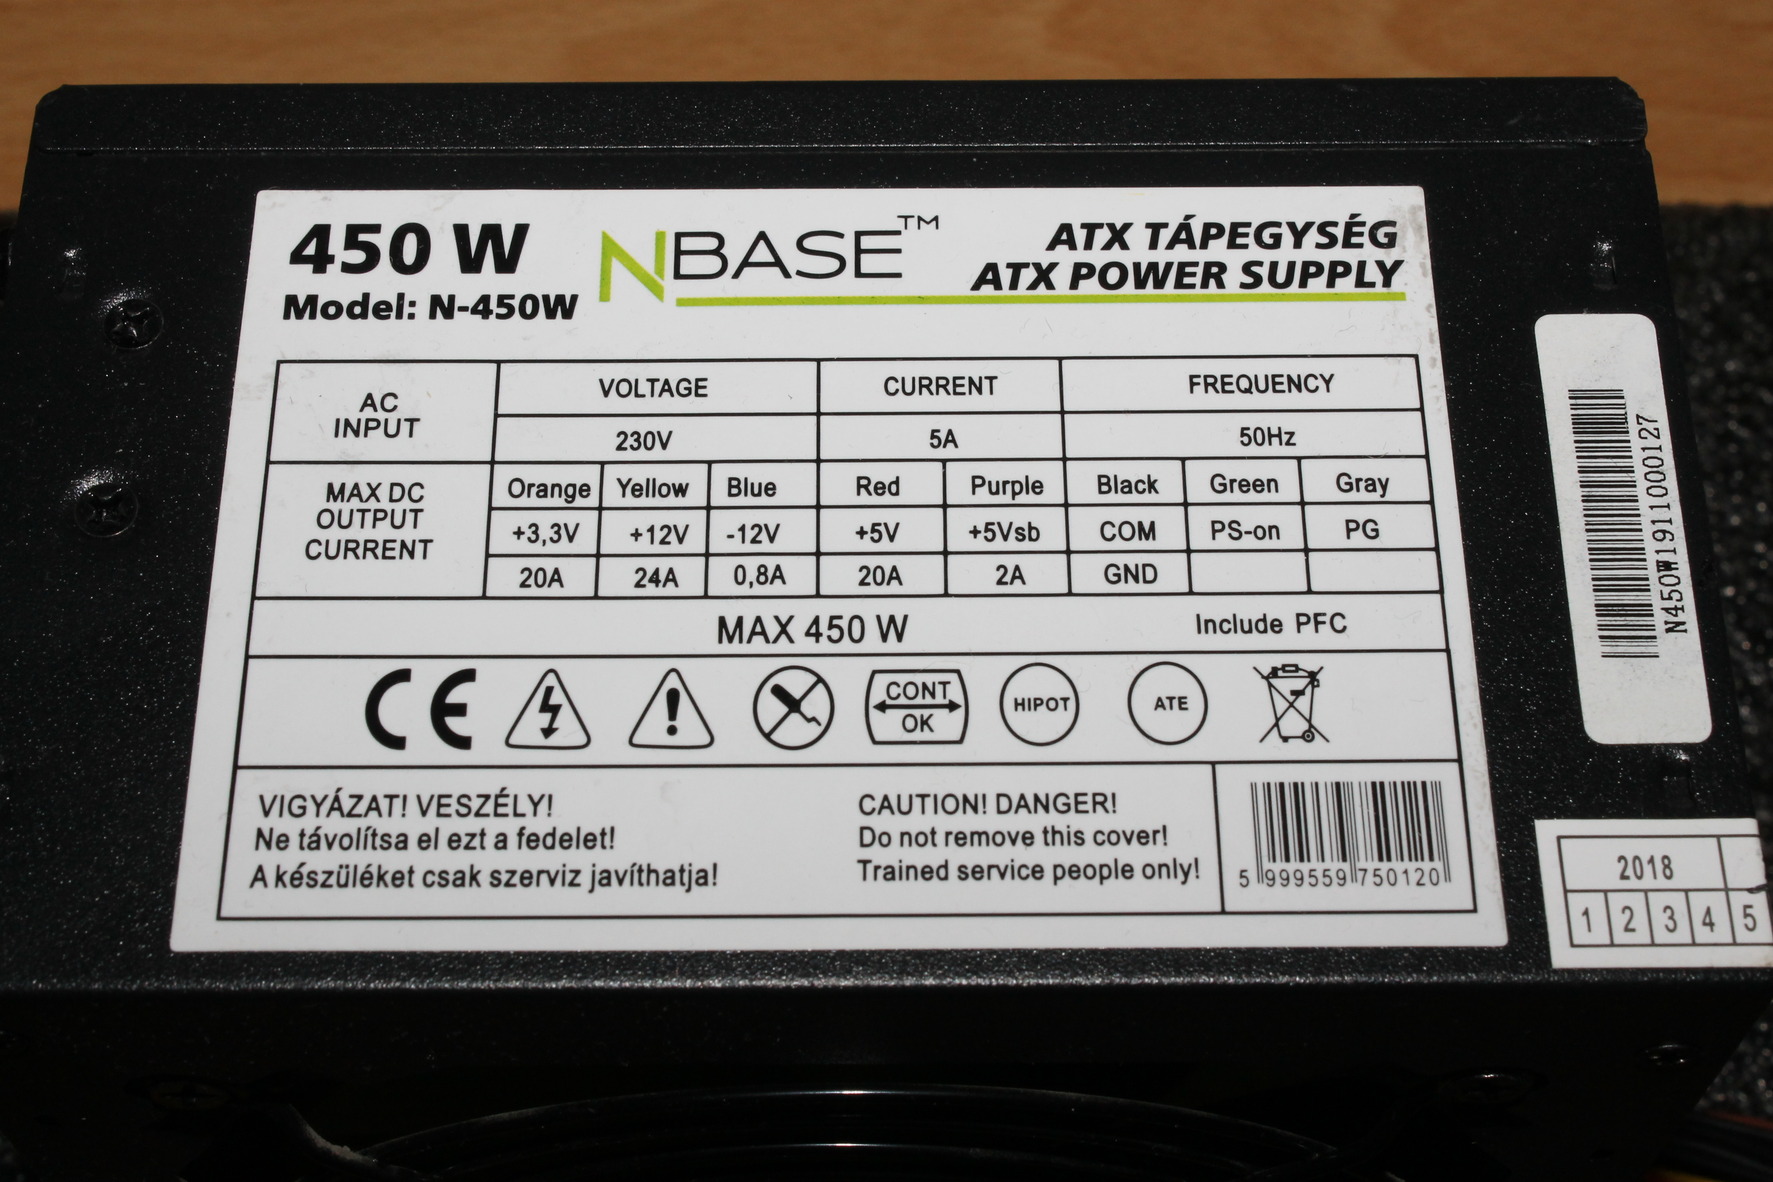 450 W
Model: N-450W
NBASE™
ATX TÁPEGYSÉG
ATX POWER SUPPLY
AC INPUT
VOLTAGE CURRENT FREQUENCY
230V 5A 50Hz
MAX DC OUTPUT CURRENT
Orange Yellow Blue Red Purple Black Green Gray
+3,3V +12V -12V +5V +5Vsb COM PS-on PG
20A 24A 0,8A 20A 2A GND
MAX 450 W Include PFC
CE
CONT
OK
HIPOT
ATE
VIGYÁZAT! VESZÉLY!
Ne távolítsa el ezt a fedelet!
A készüléket csak szerviz javíthatja!
CAUTION! DANGER!
Do not remove this cover!
Trained service people only!
5 999559 750120
N450W1911000127
2018
1 2 3 4 5